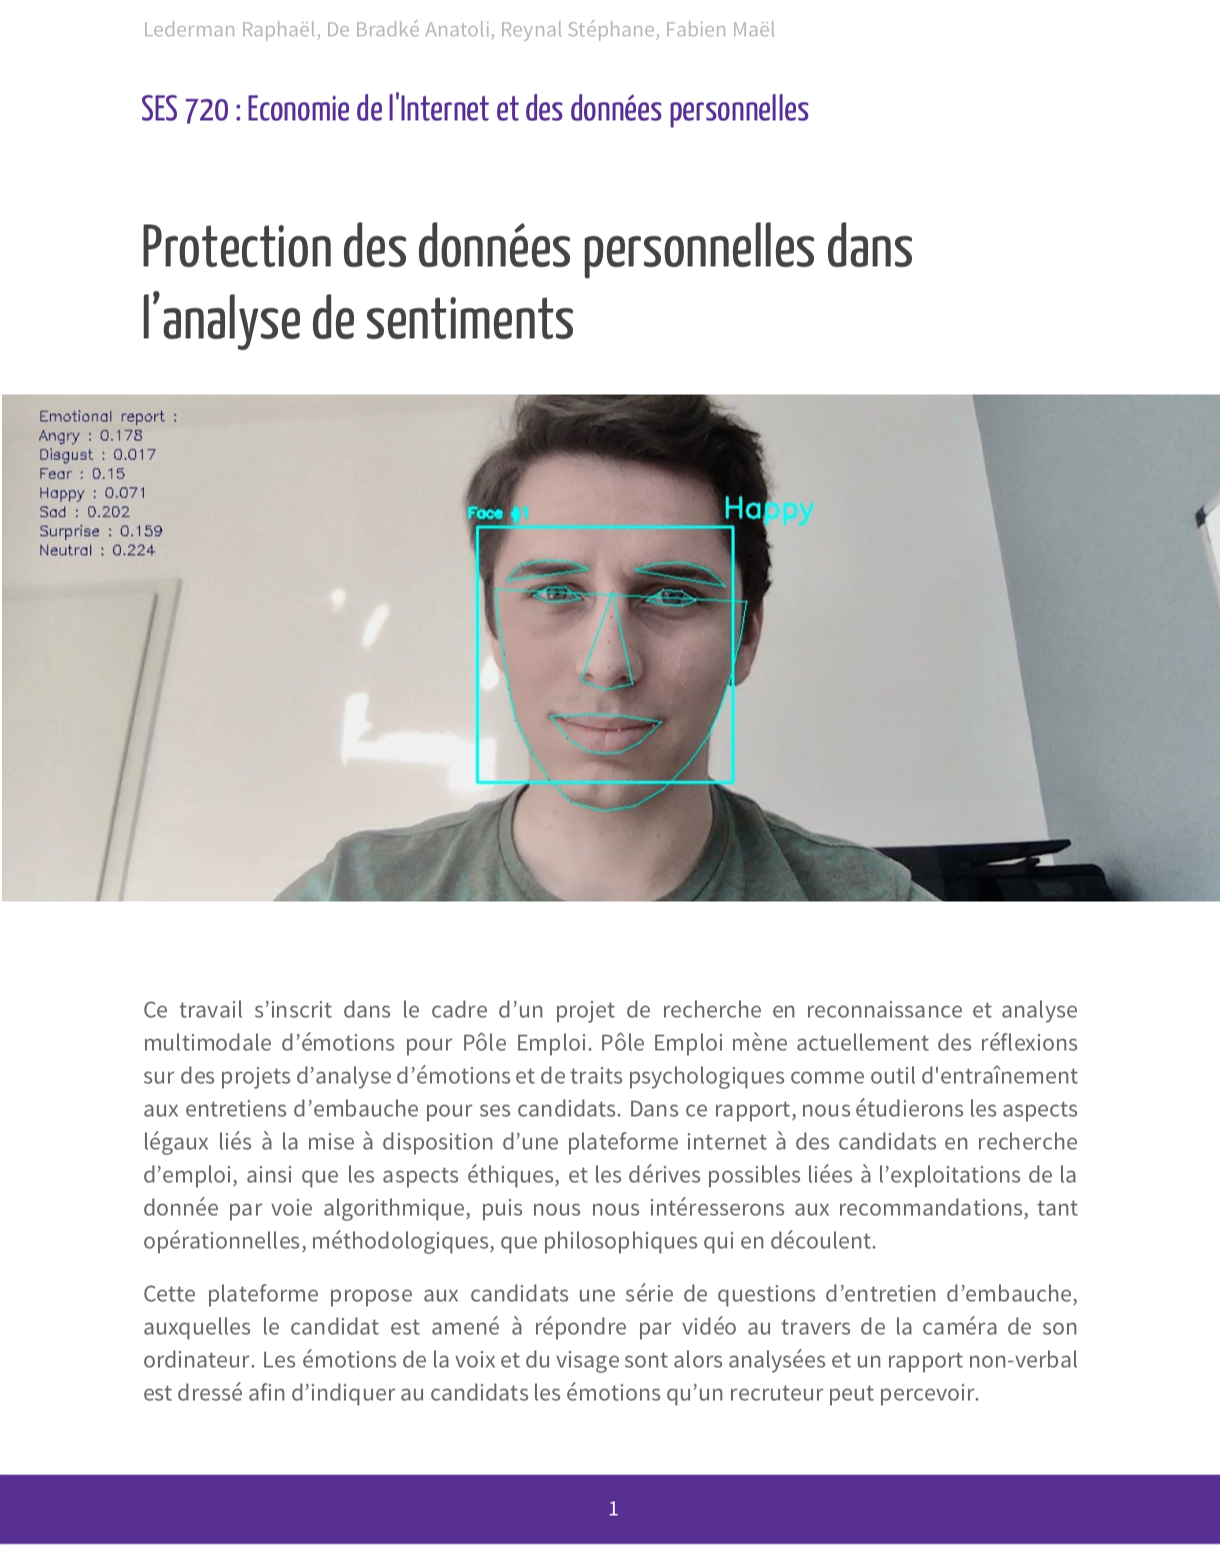 Lederman Raphaël, De Bradké Anatoli, Reynal Stéphane, Fabien Maël
SES 720 : Economie de l'Internet et des données personnelles
Protection des données personnelles dans
l’analyse de sentiments
Emotional report :
Angry : 0.178
Disgust : 0.017
Fear : 0.15
Happy : 0.071
Sad : 0.202
Surprise : 0.159
Neutral : 0.224
Face #1
Happy
Ce travail s’inscrit dans le cadre d’un projet de recherche en reconnaissance et analyse
multimodale d’émotions pour Pôle Emploi. Pôle Emploi mène actuellement des réflexions
sur des projets d’analyse d’émotions et de traits psychologiques comme outil d'entraînement
aux entretiens d’embauche pour ses candidats. Dans ce rapport, nous étudierons les aspects
légaux liés à la mise à disposition d’une plateforme internet à des candidats en recherche
d’emploi, ainsi que les aspects éthiques, et les dérives possibles liées à l’exploitations de la
donnée par voie algorithmique, puis nous nous intéresserons aux recommandations, tant
opérationnelles, méthodologiques, que philosophiques qui en découlent.
Cette plateforme propose aux candidats une série de questions d’entretien d’embauche,
auxquelles le candidat est amené à répondre par vidéo au travers de la caméra de son
ordinateur. Les émotions de la voix et du visage sont alors analysées et un rapport non-verbal
est dressé afin d’indiquer au candidats les émotions qu’un recruteur peut percevoir.
1